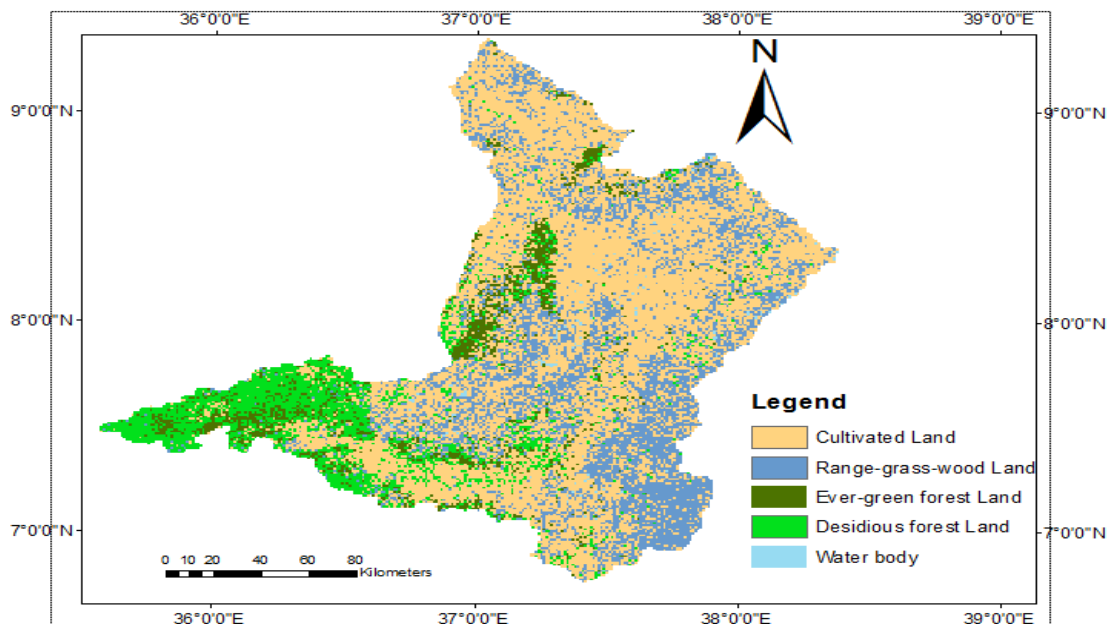 36°0'0"E 37°0'0"E 38°0'0"E 39°0'0"E
N
9°0'0"N 9°0'0"N
8°0'0"N 8°0'0"N
Legend
Cultivated Land
Range-grass-wood Land
Ever-green forest Land
Desidious forest Land
Water body
7°0'0"N 7°0'0"N
0 10 20 40 60 80
Kilometers
36°0'0"E 37°0'0"E 38°0'0"E 39°0'0"E